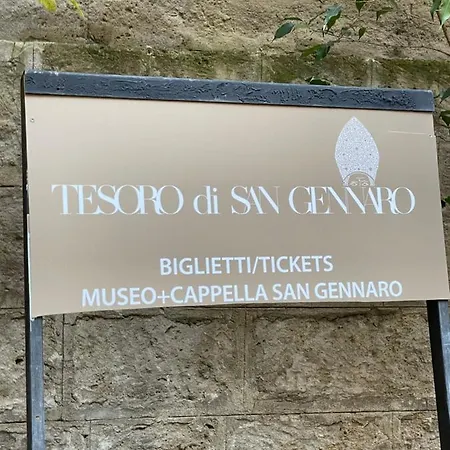 TESORO di SAN GENNARO
BIGLIETTI/TICKETS
MUSEO+CAPPELLA SAN GENNARO